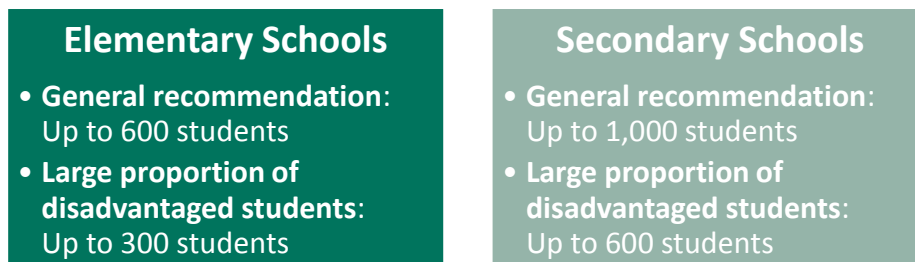 Elementary Schools
• General recommendation:
Up to 600 students
• Large proportion of
disadvantaged students:
Up to 300 students
Secondary Schools
• General recommendation:
Up to 1,000 students
• Large proportion of
disadvantaged students:
Up to 600 students